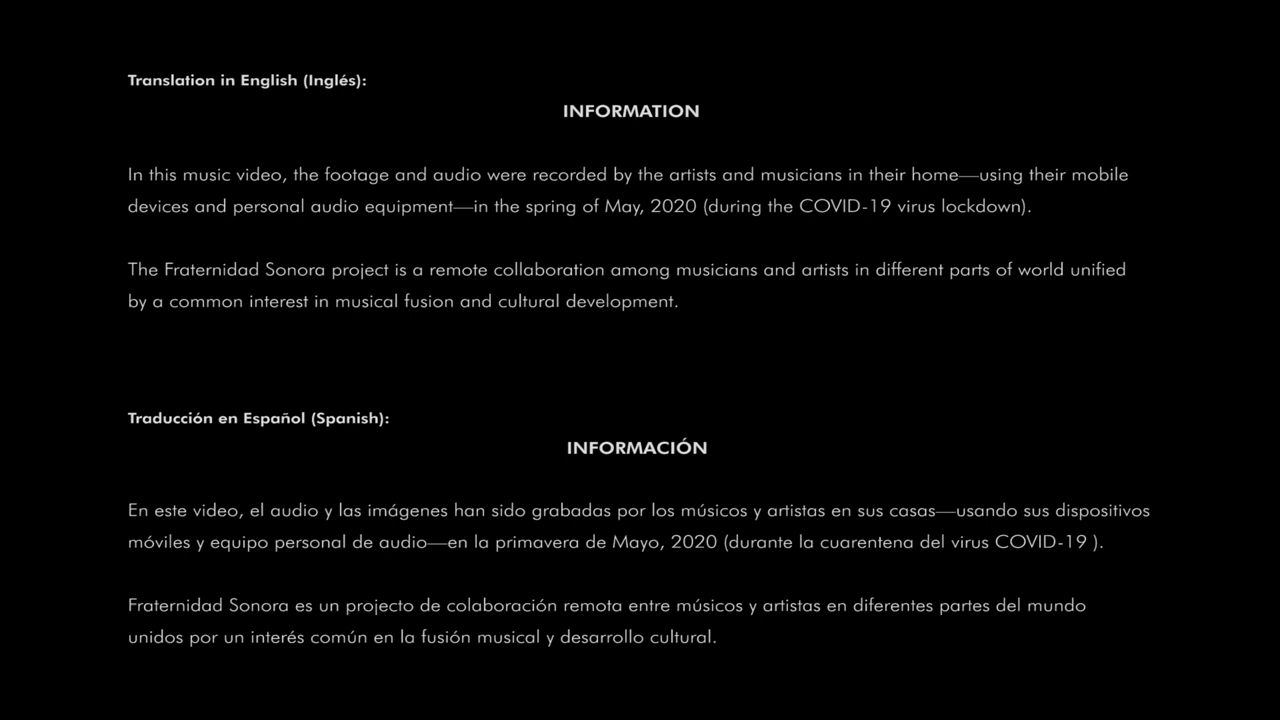 Translation in English (Inglés):
INFORMATION
In this music video, the footage and audio were recorded by the artists and musicians in their home—using their mobile
devices and personal audio equipment—in the spring of May, 2020 (during the COVID-19 virus lockdown).
The Fraternidad Sonora project is a remote collaboration among musicians and artists in different parts of world unified
by a common interest in musical fusion and cultural development.
Traducción en Español (Spanish):
INFORMACIÓN
En este video, el audio y las imágenes han sido grabadas por los músicos y artistas en sus casas—usando sus dispositivos
móviles y equipo personal de audio—en la primavera de Mayo, 2020 (durante la cuarentena del virus COVID-19 ).
Fraternidad Sonora es un projecto de colaboración remota entre músicos y artistas en diferentes partes del mundo
unidos por un interés común en la fusión musical y desarrollo cultural.